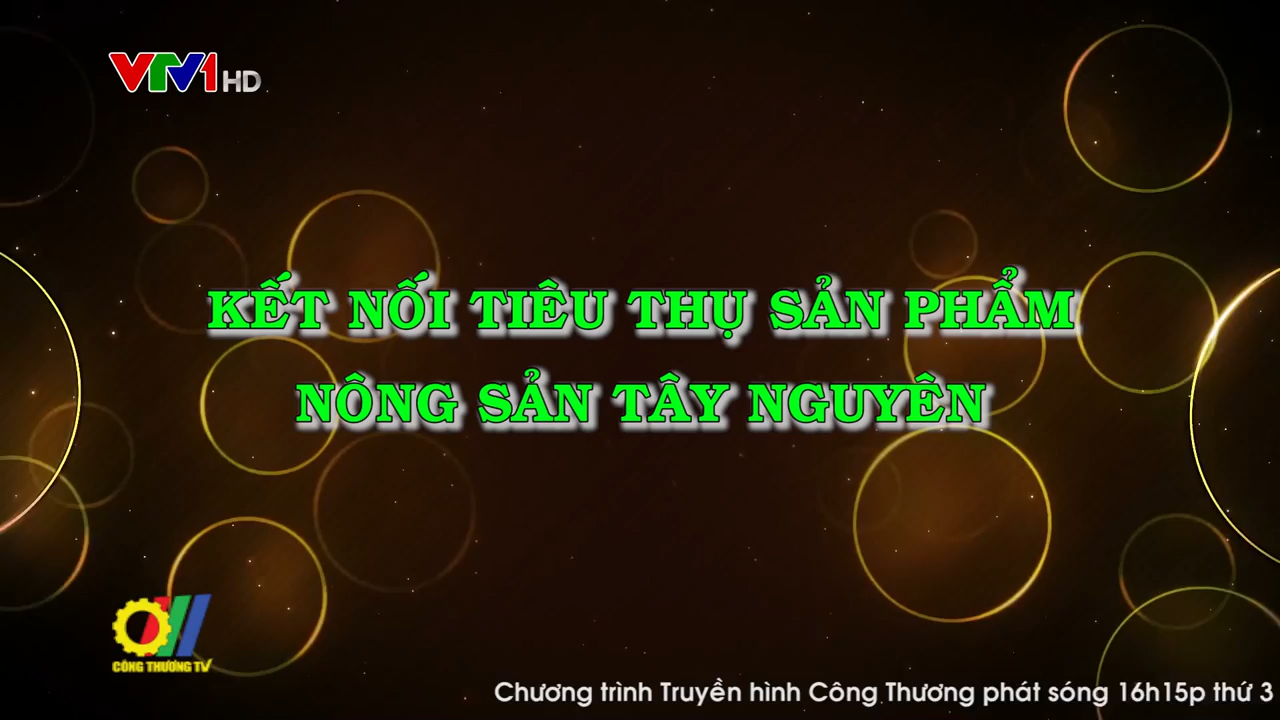 VTV1 HD
KẾT NỐI TIÊU THỤ SẢN PHẨM
NÔNG SẢN TÂY NGUYÊN
CÔNG THƯƠNG TV
Chương trình Truyền hình Công Thương phát sóng 16h15p thứ 3